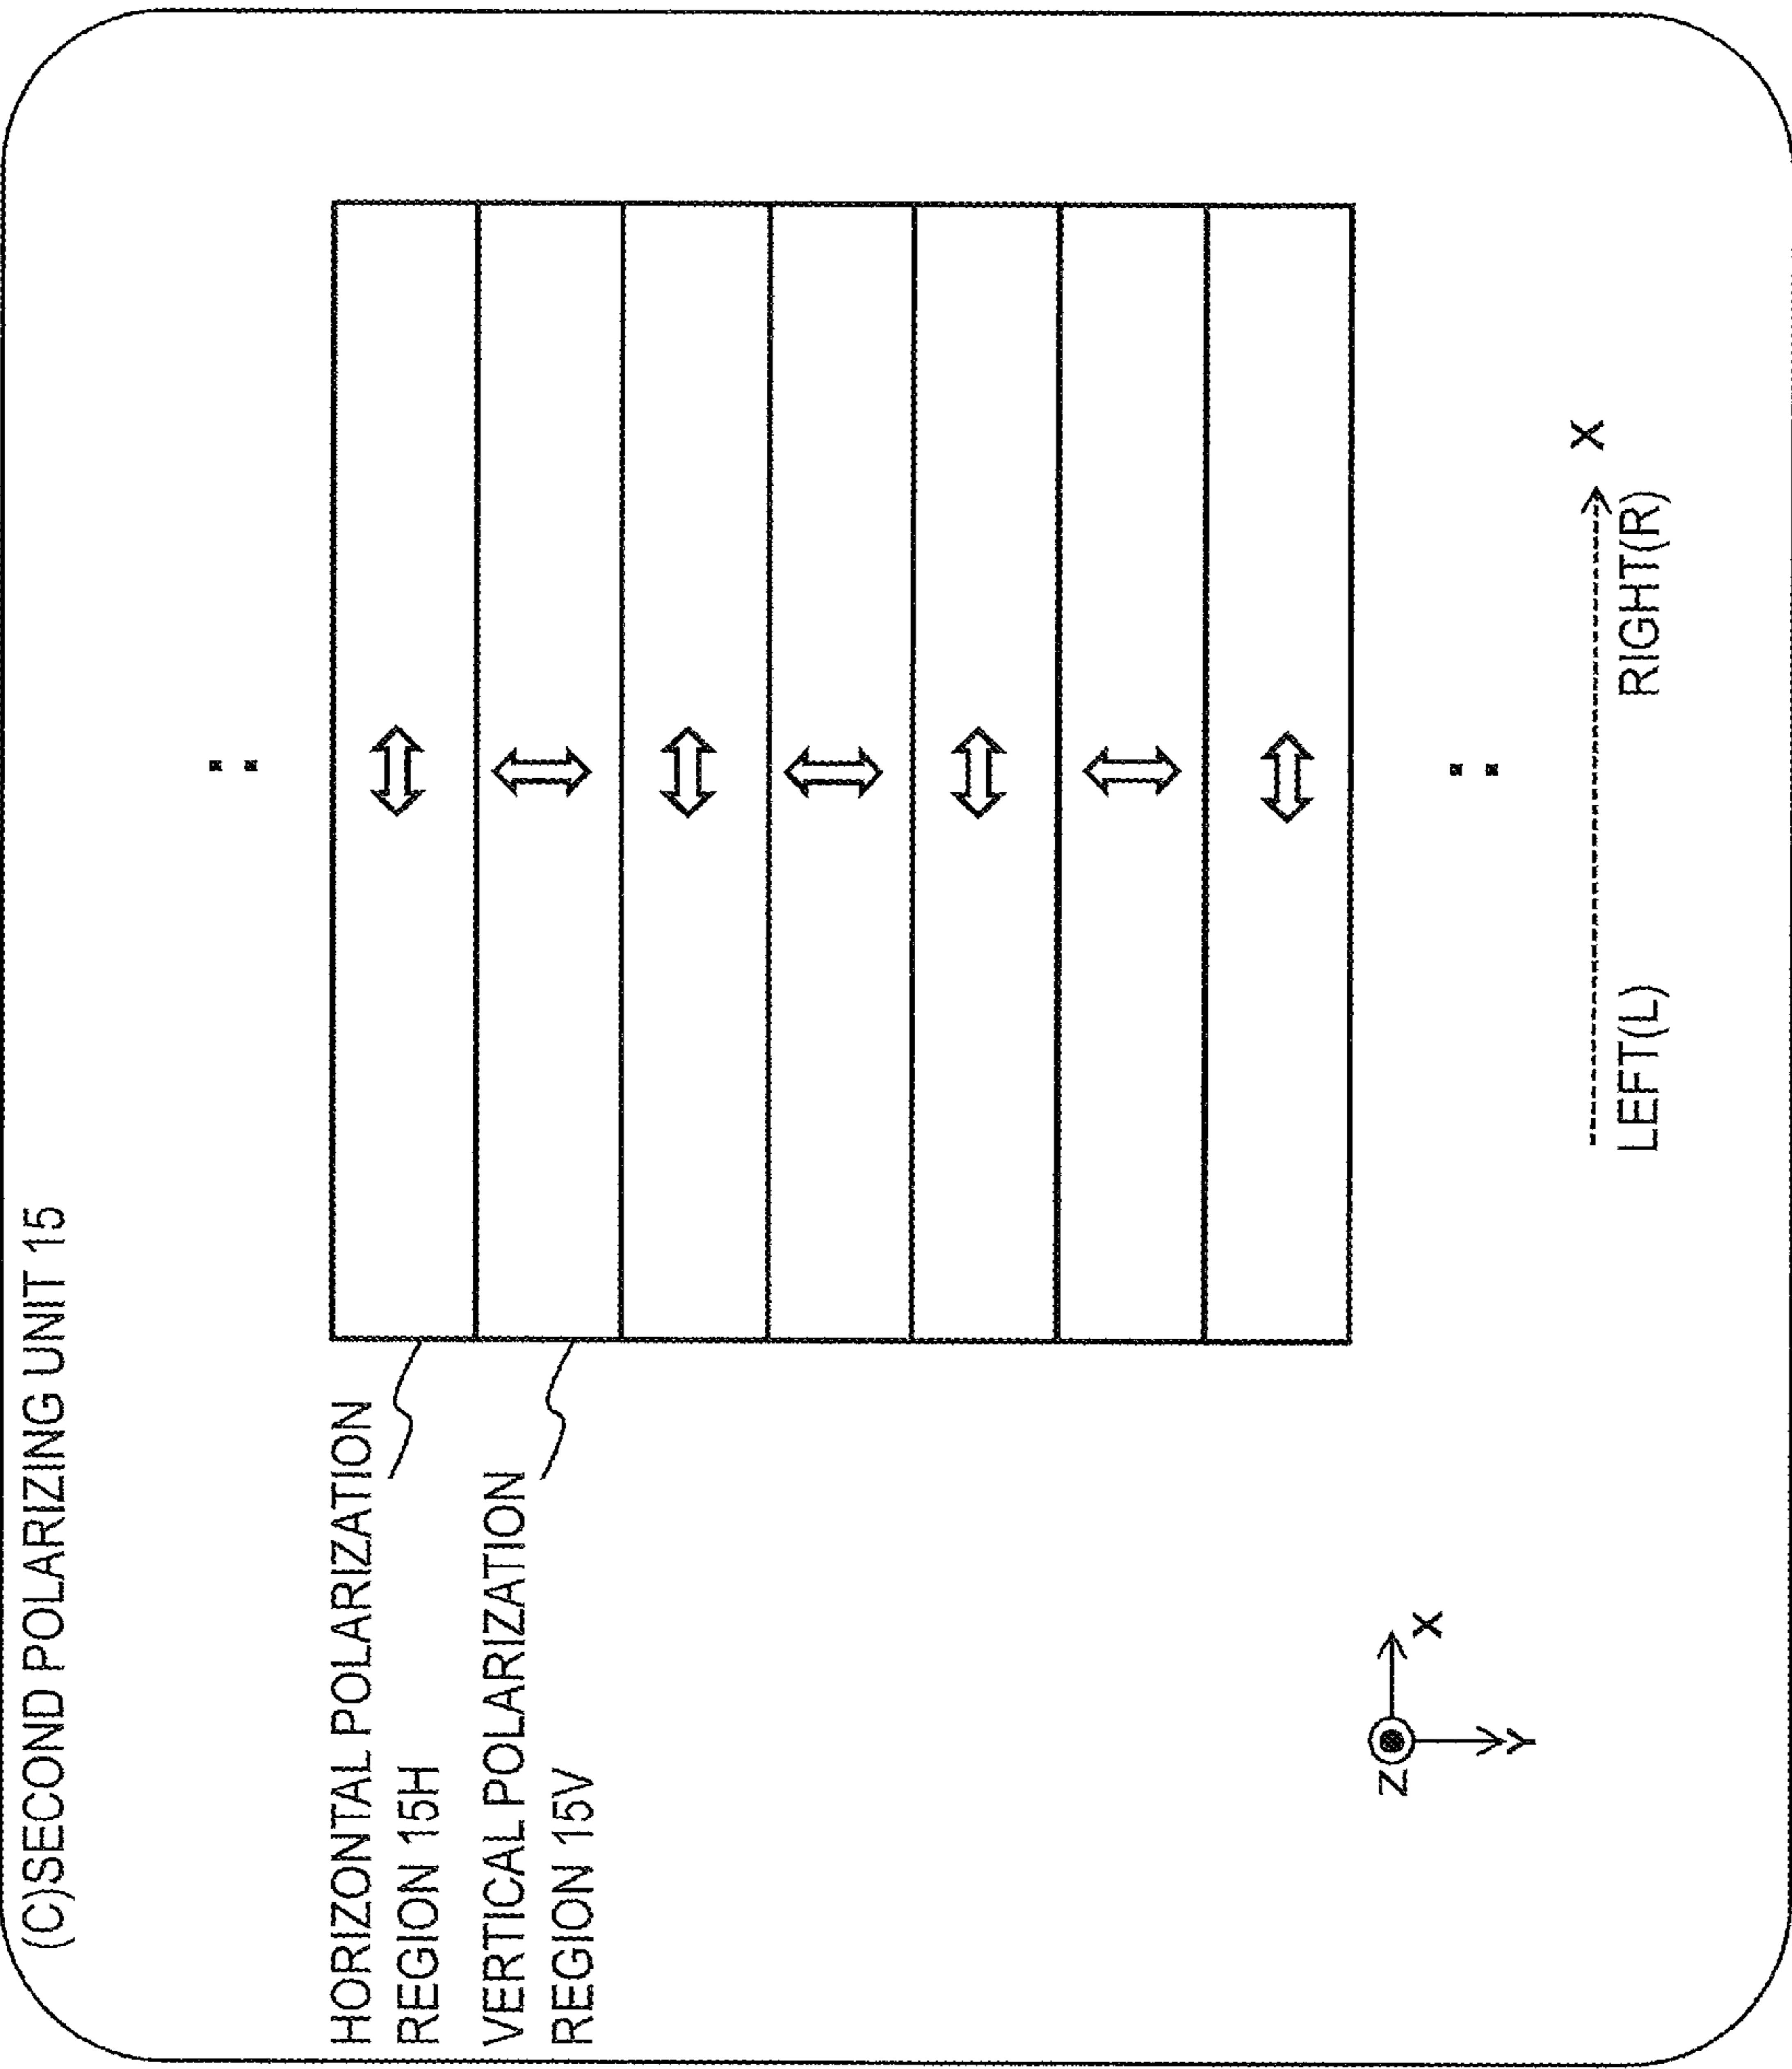 (C)SECOND POLARIZING UNIT 15
HORIZONTAL POLARIZATION
REGION 15H
VERTICAL POLARIZATION
REGION 15V
Z
X
Y
X
LEFT(L) RIGHT(R)